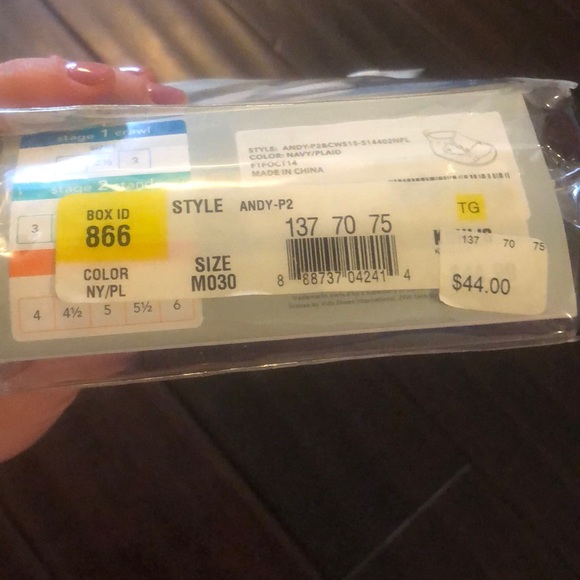 stage 1 crawl
3
STYLE: ANDY-P2&CWS15-S14402NPL
COLOR: NAVY/PLAID
F1FOC114
MADE IN CHINA
stage 2
3
BOX ID
866
STYLE ANDY-P2
TG
137 70 75
COLOR
NY/PL
SIZE
M030
8 88737 04241 4
137 70 75
$44.00
4 4½ 5 5½ 6